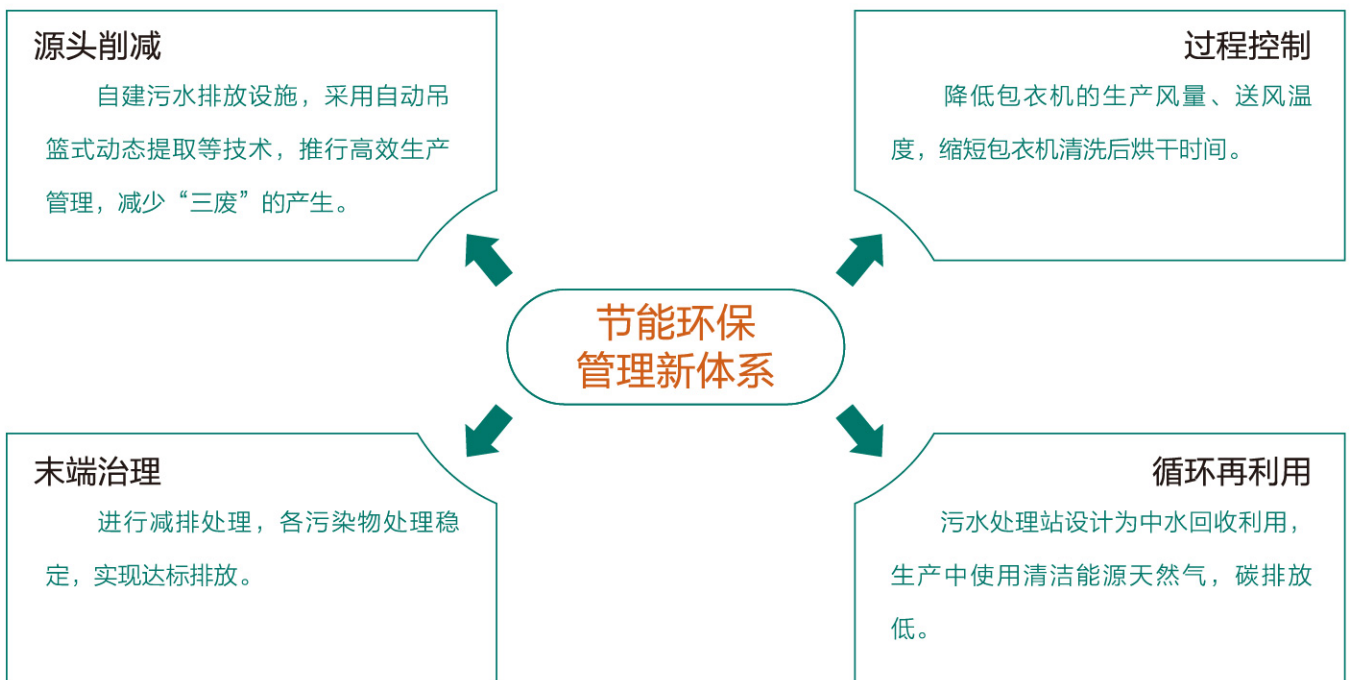 源头削减
自建污水排放设施，采用自动吊
篮式动态提取等技术，推行高效生产
管理，减少“三废”的产生。
过程控制
降低包衣机的生产风量、送风温
度，缩短包衣机清洗后烘干时间。
节能环保
管理新体系
末端治理
进行减排处理，各污染物处理稳
定，实现达标排放。
循环再利用
污水处理站设计为中水回收利用，
生产中使用清洁能源天然气，碳排放
低。